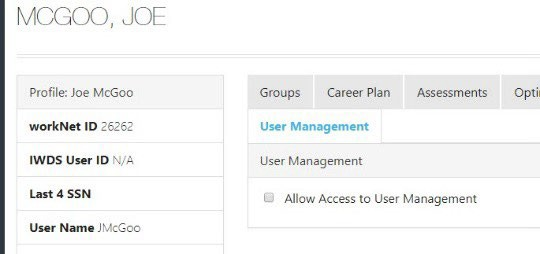 MCGOO, JOE
Profile: Joe McGoo
workNet ID 26262
IWDS User ID N/A
Last 4 SSN
User Name JMcGoo
Groups Career Plan Assessments Opti
User Management
User Management
Allow Access to User Management